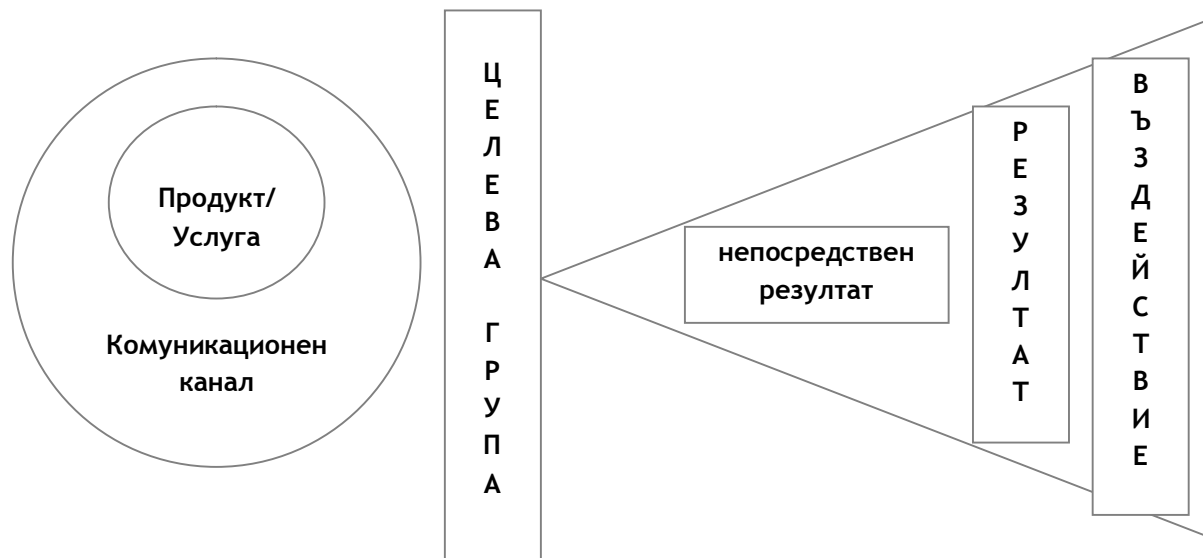 Продукт/
Услуга
Комуникационен
канал
ЦЕЛЕВА ГРУПА
непосредствен
резултат
РЕЗУЛТАТ
ВЪЗДЕЙСТВИЕ